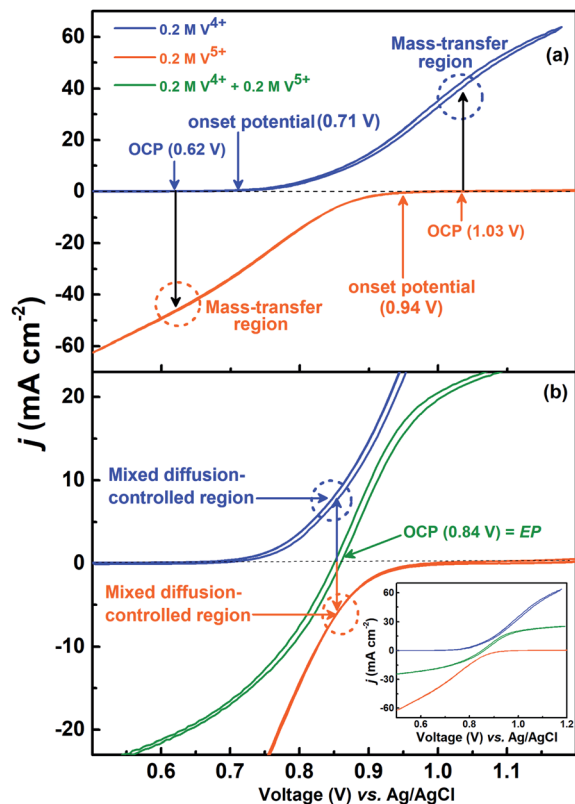 60
40
20
0
-20
-40
-60
j (mA cm⁻²)
0.2 M V⁴⁺
0.2 M V⁵⁺
0.2 M V⁴⁺ + 0.2 M V⁵⁺
Mass-transfer
region
(a)
onset potential (0.71 V)
OCP (0.62 V)
OCP (1.03 V)
Mass-transfer
region
onset potential
(0.94 V)
20
10
0
-10
-20
(b)
Mixed diffusion-
controlled region
OCP (0.84 V) = EP
Mixed diffusion-
controlled region
60
30
0
-30
-60
j (mA cm⁻²)
0.6 0.8 1.0 1.2
Voltage (V) vs. Ag/AgCl
0.6 0.7 0.8 0.9 1.0 1.1
Voltage (V) vs. Ag/AgCl